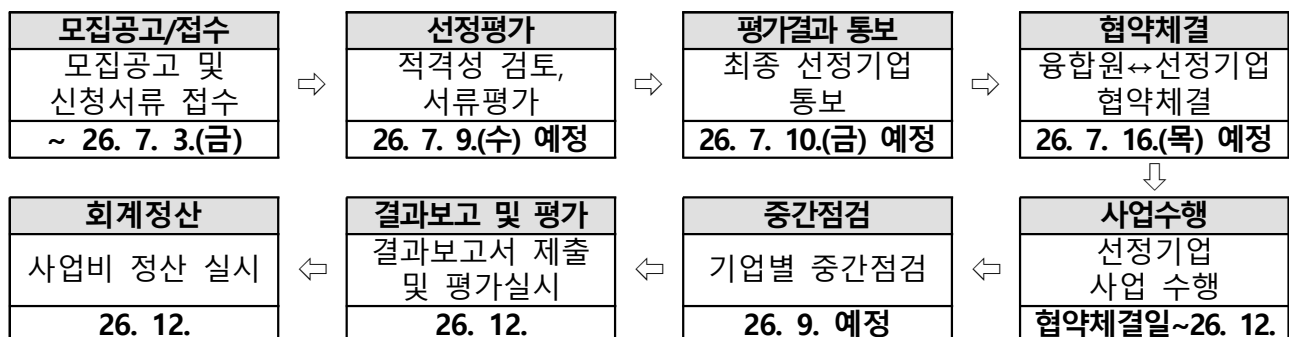 모집공고/접수
모집공고 및
신청서류 접수
~ 26. 7. 3.(금)
⇨
선정평가
적격성 검토,
서류평가
26. 7. 9.(수) 예정
⇨
평가결과 통보
최종 선정기업
통보
26. 7. 10.(금) 예정
⇨
협약체결
융합원↔선정기업
협약체결
26. 7. 16.(목) 예정
⇩
사업수행
선정기업
사업 수행
협약체결일~26. 12.
⇦
중간점검
기업별 중간점검
26. 9. 예정
⇦
결과보고 및 평가
결과보고서 제출
및 평가실시
26. 12.
⇦
회계정산
사업비 정산 실시
26. 12.